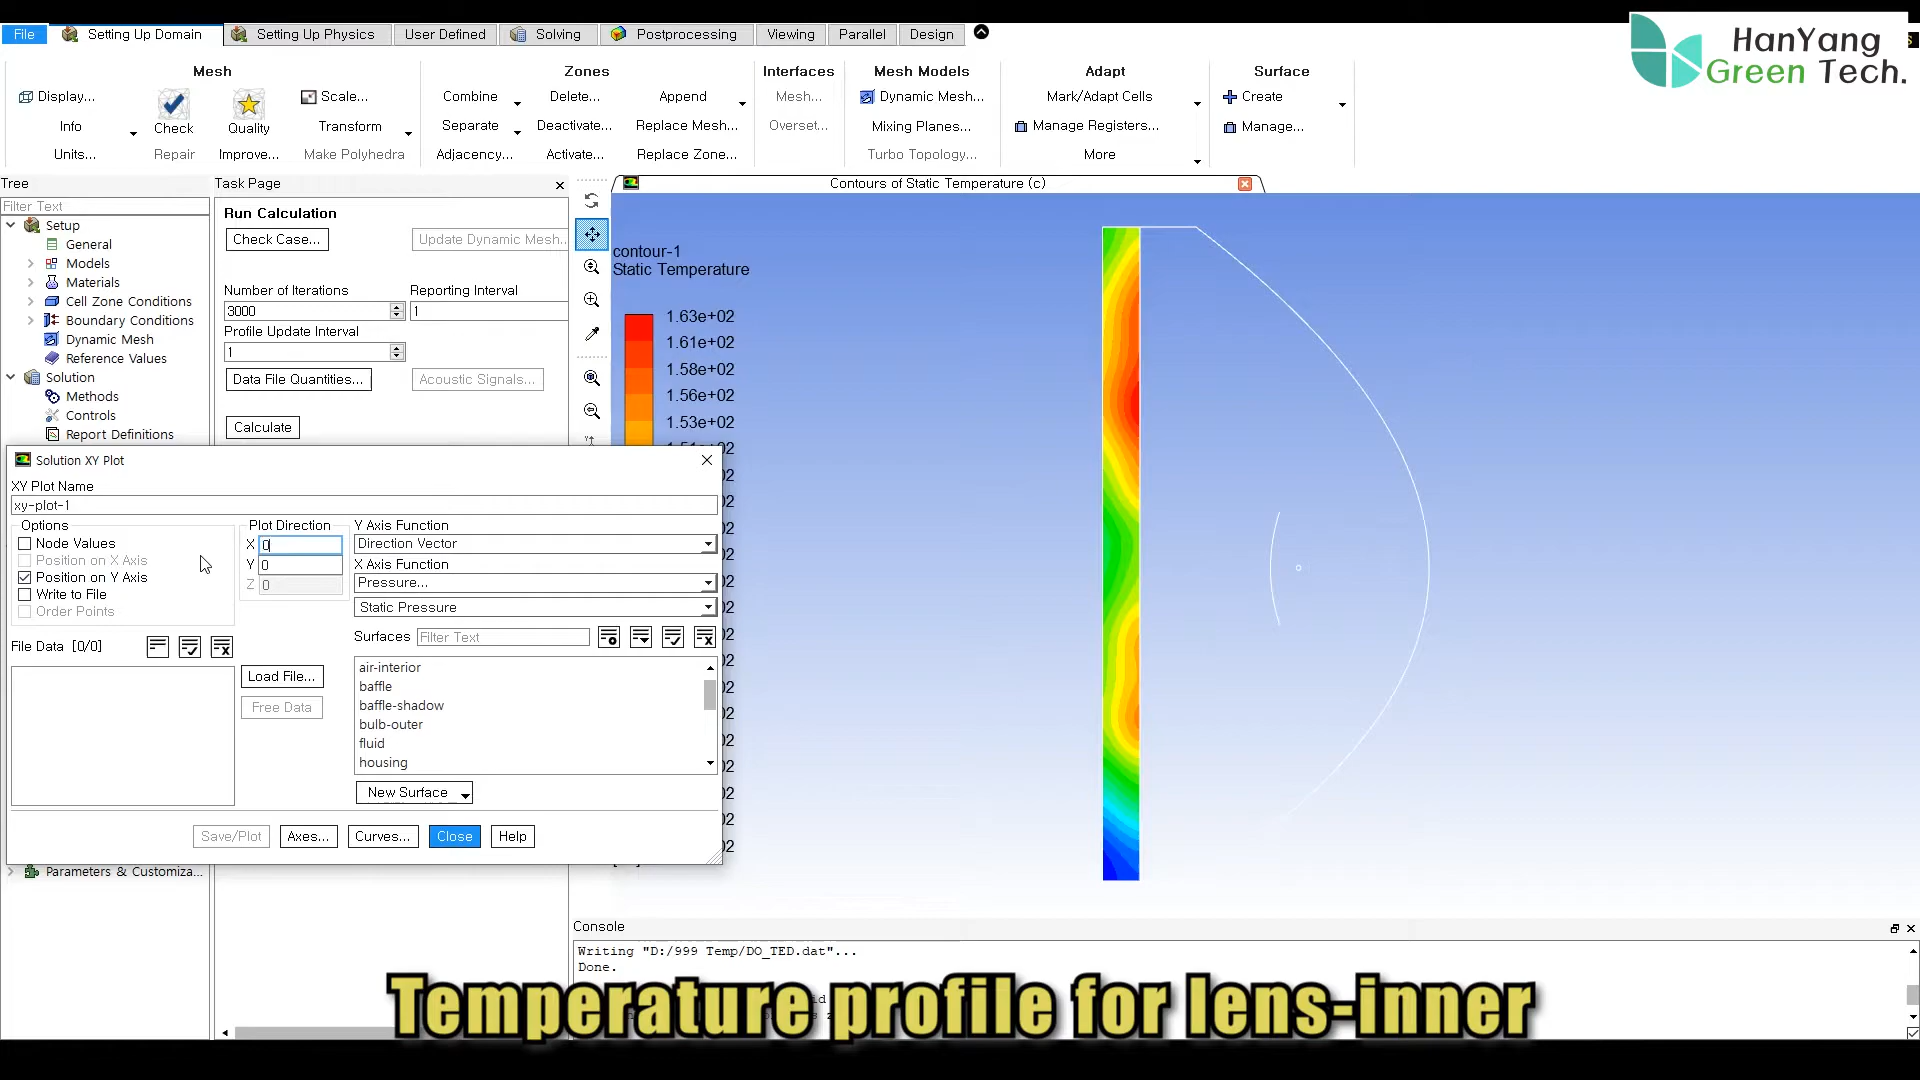 File
Setting Up Domain
Setting Up Physics
User Defined
Solving
Postprocessing
Viewing
Parallel
Design
HanYang
Green Tech.
Mesh
Display...
Info
Units...
Check
Repair
Quality
Improve...
Scale...
Transform
Make Polyhedra
Zones
Combine
Separate
Adjacency...
Delete...
Deactivate...
Activate...
Append
Replace Mesh...
Replace Zone...
Interfaces
Mesh...
Overset...
Mesh Models
Dynamic Mesh...
Mixing Planes...
Turbo Topology...
Adapt
Mark/Adapt Cells
Manage Registers...
More
Surface
Create
Manage...
Tree
Filter Text
Setup
General
Models
Materials
Cell Zone Conditions
Boundary Conditions
Dynamic Mesh
Reference Values
Solution
Methods
Controls
Report Definitions
Parameters & Customiza...
Task Page
Run Calculation
Check Case...
Update Dynamic Mesh...
Number of Iterations
Reporting Interval
3000
1
Profile Update Interval
1
Data File Quantities...
Acoustic Signals...
Calculate
Contours of Static Temperature (c)
contour-1
Static Temperature
1.63e+02
1.61e+02
1.58e+02
1.56e+02
1.53e+02
Solution XY Plot
XY Plot Name
xy-plot-1
Options
Node Values
Position on X Axis
Position on Y Axis
Write to File
Order Points
Plot Direction
X 0
Y 0
Z 0
Y Axis Function
Direction Vector
X Axis Function
Pressure...
Static Pressure
File Data [0/0]
Load File...
Free Data
Surfaces
Filter Text
air-interior
baffle
baffle-shadow
bulb-outer
fluid
housing
New Surface
Save/Plot
Axes...
Curves...
Close
Help
Console
Writing "D:/999 Temp/DO_TED.dat"...
Done.
Temperature profile for lens-inner